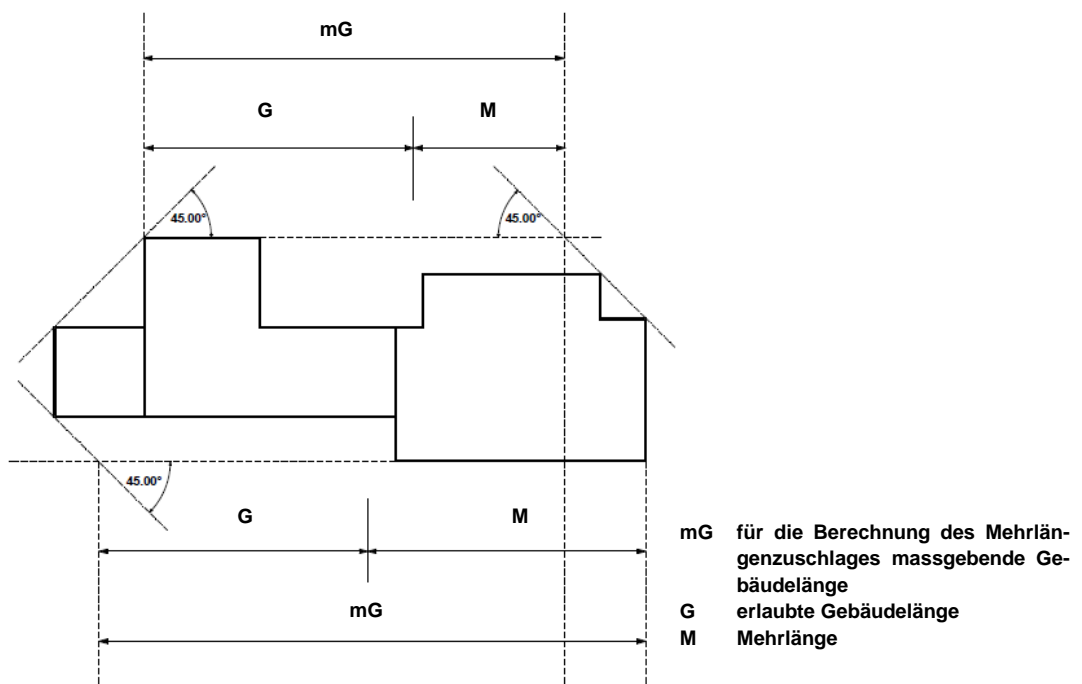 mG
G M
45.00° 45.00°
45.00°
G M
mG
mG für die Berechnung des Mehrlän-
genzuschlages massgebende Ge-
bäudelänge
G erlaubte Gebäudelänge
M Mehrlänge